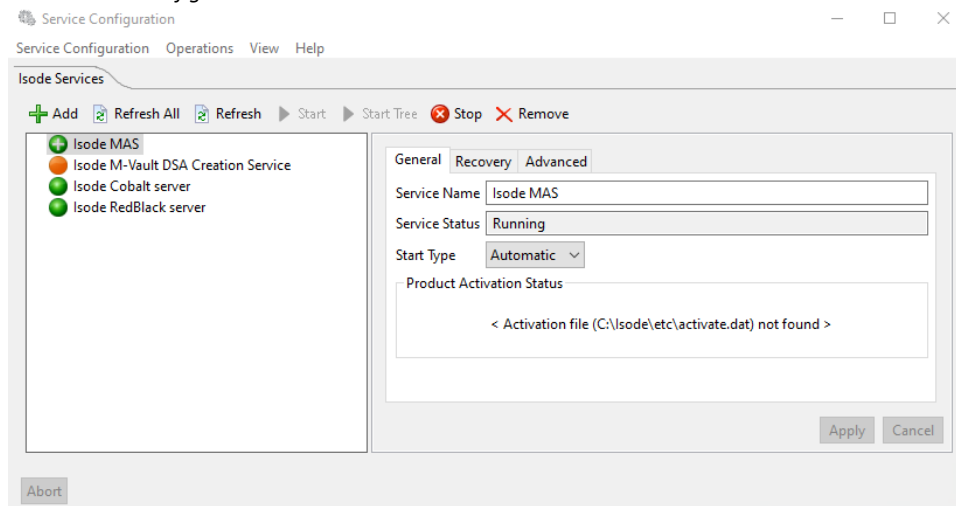 Service Configuration
Service Configuration Operations View Help
Isode Services
Add Refresh All Refresh Start Start Tree Stop Remove
Isode MAS
Isode M-Vault DSA Creation Service
Isode Cobalt server
Isode RedBlack server
General Recovery Advanced
Service Name Isode MAS
Service Status Running
Start Type Automatic
Product Activation Status
< Activation file (C:\Isode\etc\activate.dat) not found >
Apply Cancel
Abort